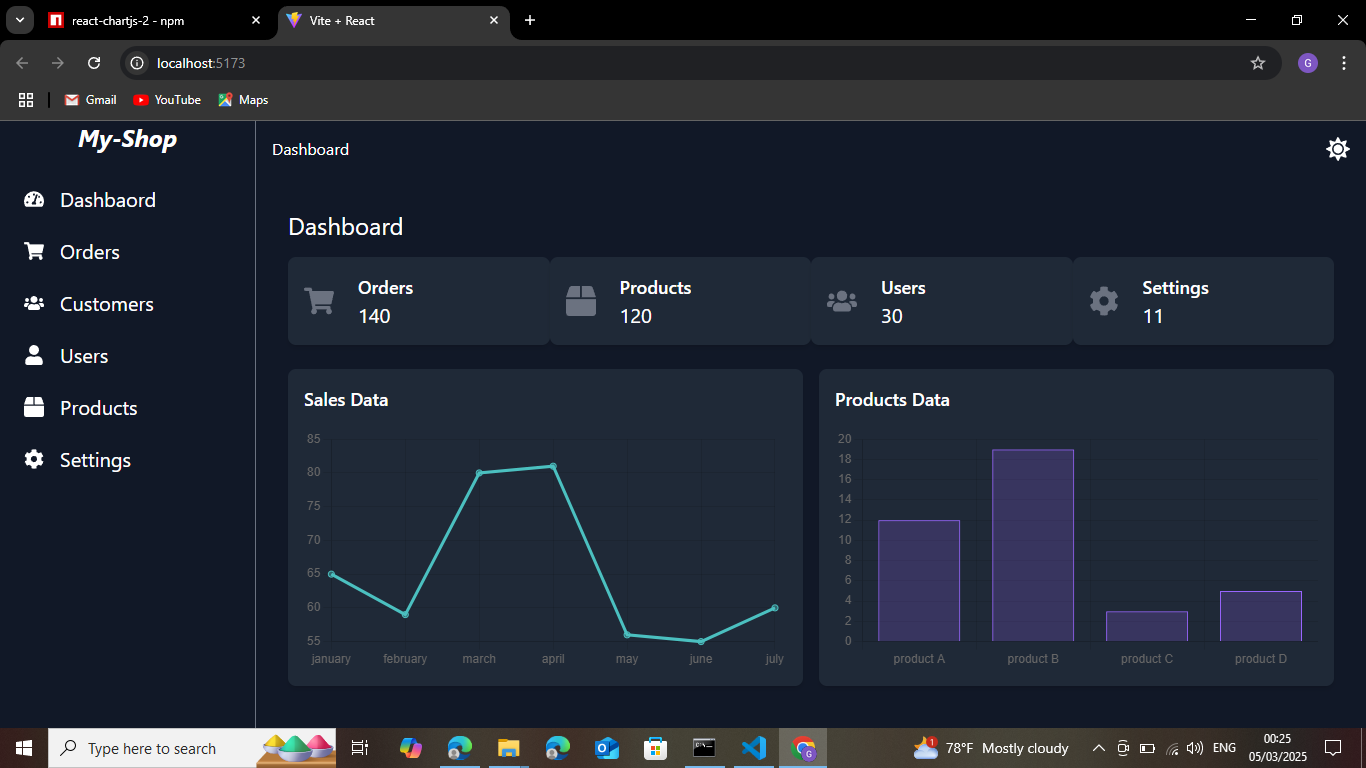 react-chartjs-2 - npm
Vite + React
localhost:5173
G
Gmail
YouTube
Maps
My-Shop
Dashbaord
Orders
Customers
Users
Products
Settings
Dashboard
Dashboard
Orders
140
Products
120
Users
30
Settings
11
Sales Data
85
80
75
70
65
60
55
january february march april may june july
Products Data
20
18
16
14
12
10
8
6
4
2
0
product A product B product C product D
Type here to search
1
78°F Mostly cloudy
ENG
00:25
05/03/2025